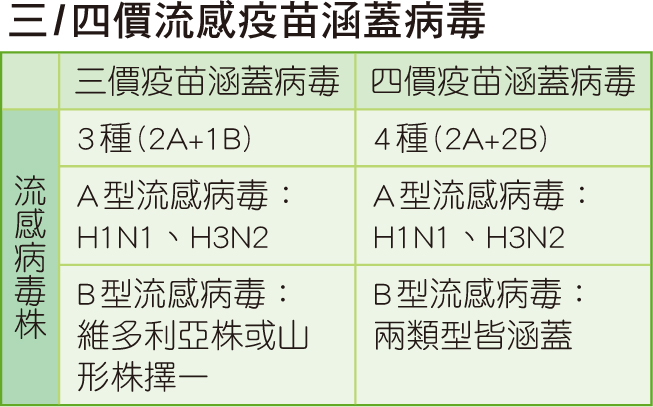 三/四價流感疫苗涵蓋病毒
三價疫苗涵蓋病毒 四價疫苗涵蓋病毒
流感病毒株
3種(2A+1B) 4種(2A+2B)
A型流感病毒： A型流感病毒：
H1N1、H3N2 H1N1、H3N2
B型流感病毒： B型流感病毒：
維多利亞株或山 兩類型皆涵蓋
形株擇一